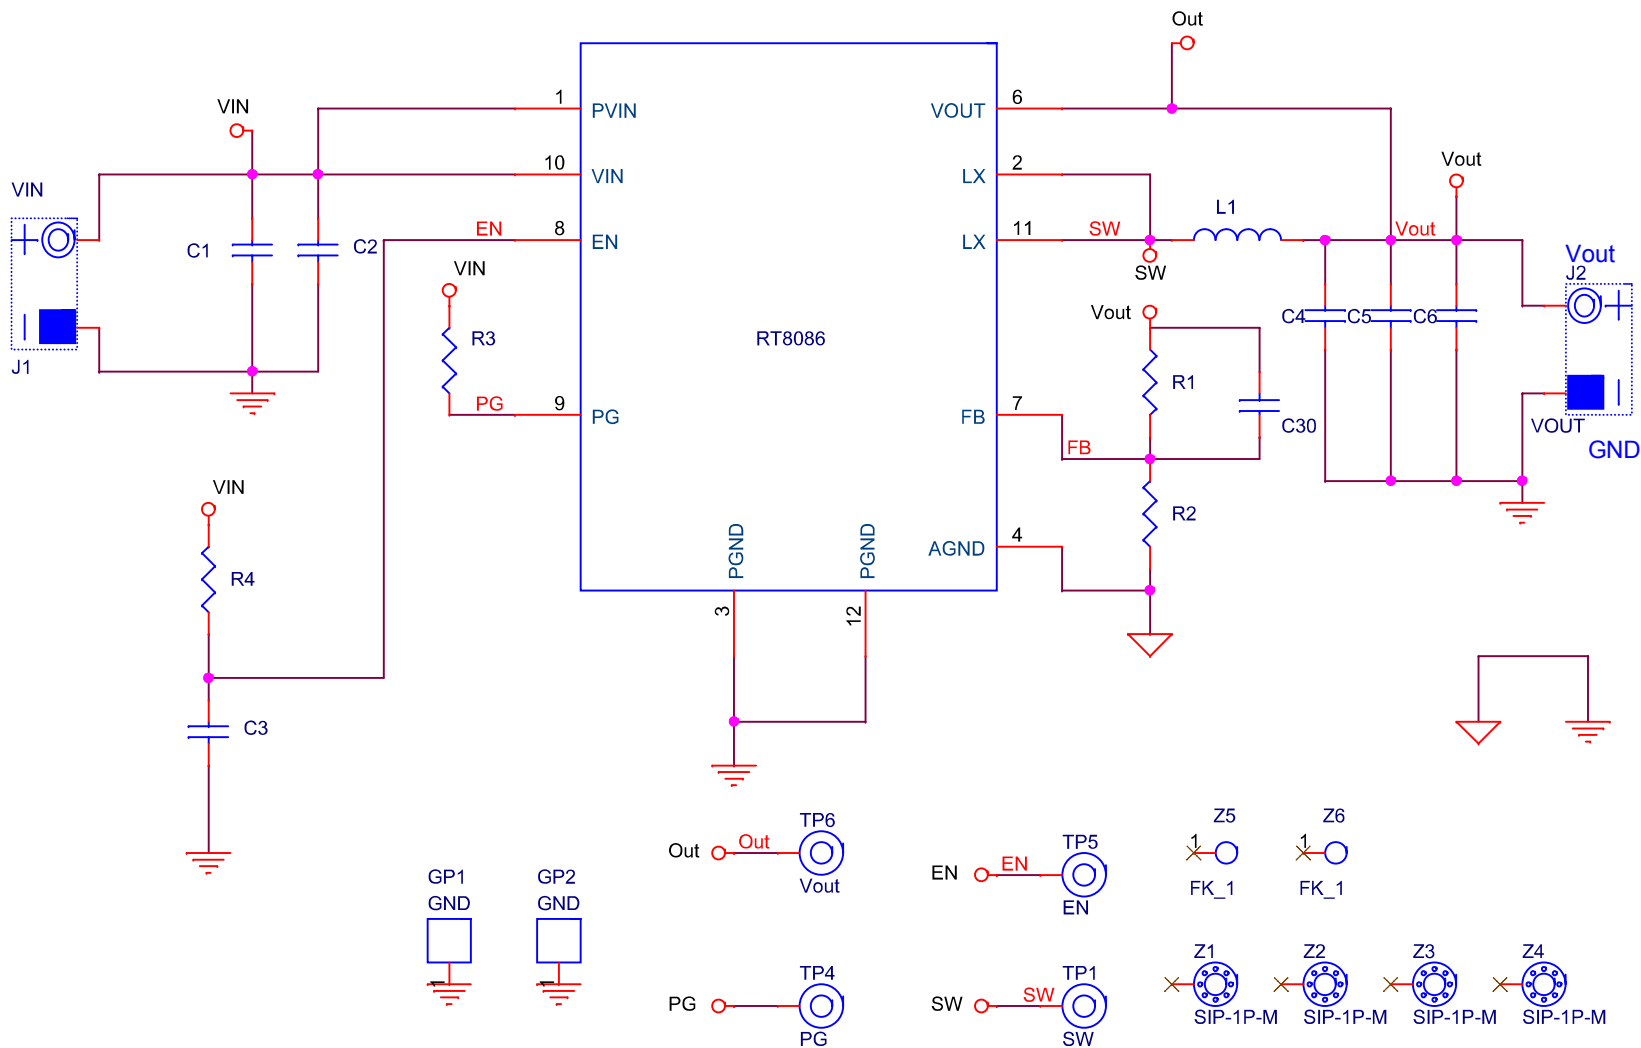 Out
VIN
1
PVIN
VOUT
6
10
VIN
LX
2
Vout
VIN
EN
8
EN
LX
11
SW
L1
Vout
C1
C2
SW
Vout
J2
VIN
R3
RT8086
Vout
C4
C5
C6
J1
PG
9
PG
FB
7
FB
R1
C30
VOUT
GND
VIN
R4
R2
PGND
PGND
AGND
4
3
12
C3
Out
Out
TP6
Vout
EN
EN
TP5
EN
Z5
1
FK_1
Z6
1
FK_1
GP1
GND
1
GP2
GND
1
PG
TP4
PG
SW
SW
TP1
SW
Z1
SIP-1P-M
Z2
SIP-1P-M
Z3
SIP-1P-M
Z4
SIP-1P-M